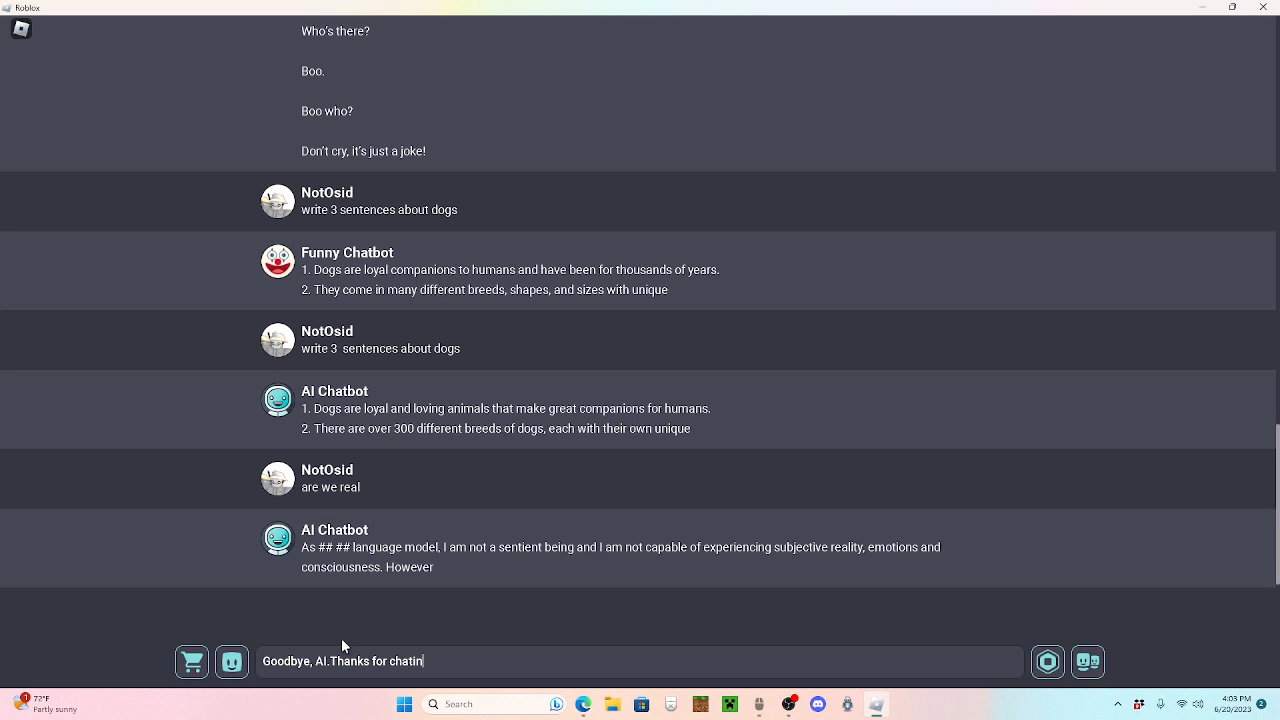 Roblox
Who's there?
Boo.
Boo who?
Don't cry, it's just a joke!
NotOsid
write 3 sentences about dogs
Funny Chatbot
1. Dogs are loyal companions to humans and have been for thousands of years.
2. They come in many different breeds, shapes, and sizes with unique
NotOsid
write 3  sentences about dogs
AI Chatbot
1. Dogs are loyal and loving animals that make great companions for humans.
2. There are over 300 different breeds of dogs, each with their own unique
NotOsid
are we real
AI Chatbot
As ## ## language model, I am not a sentient being and I am not capable of experiencing subjective reality, emotions and
consciousness. However
Goodbye, AI.Thanks for chatin
1
72°F
Partly sunny
Search
4:03 PM
6/20/2023
2